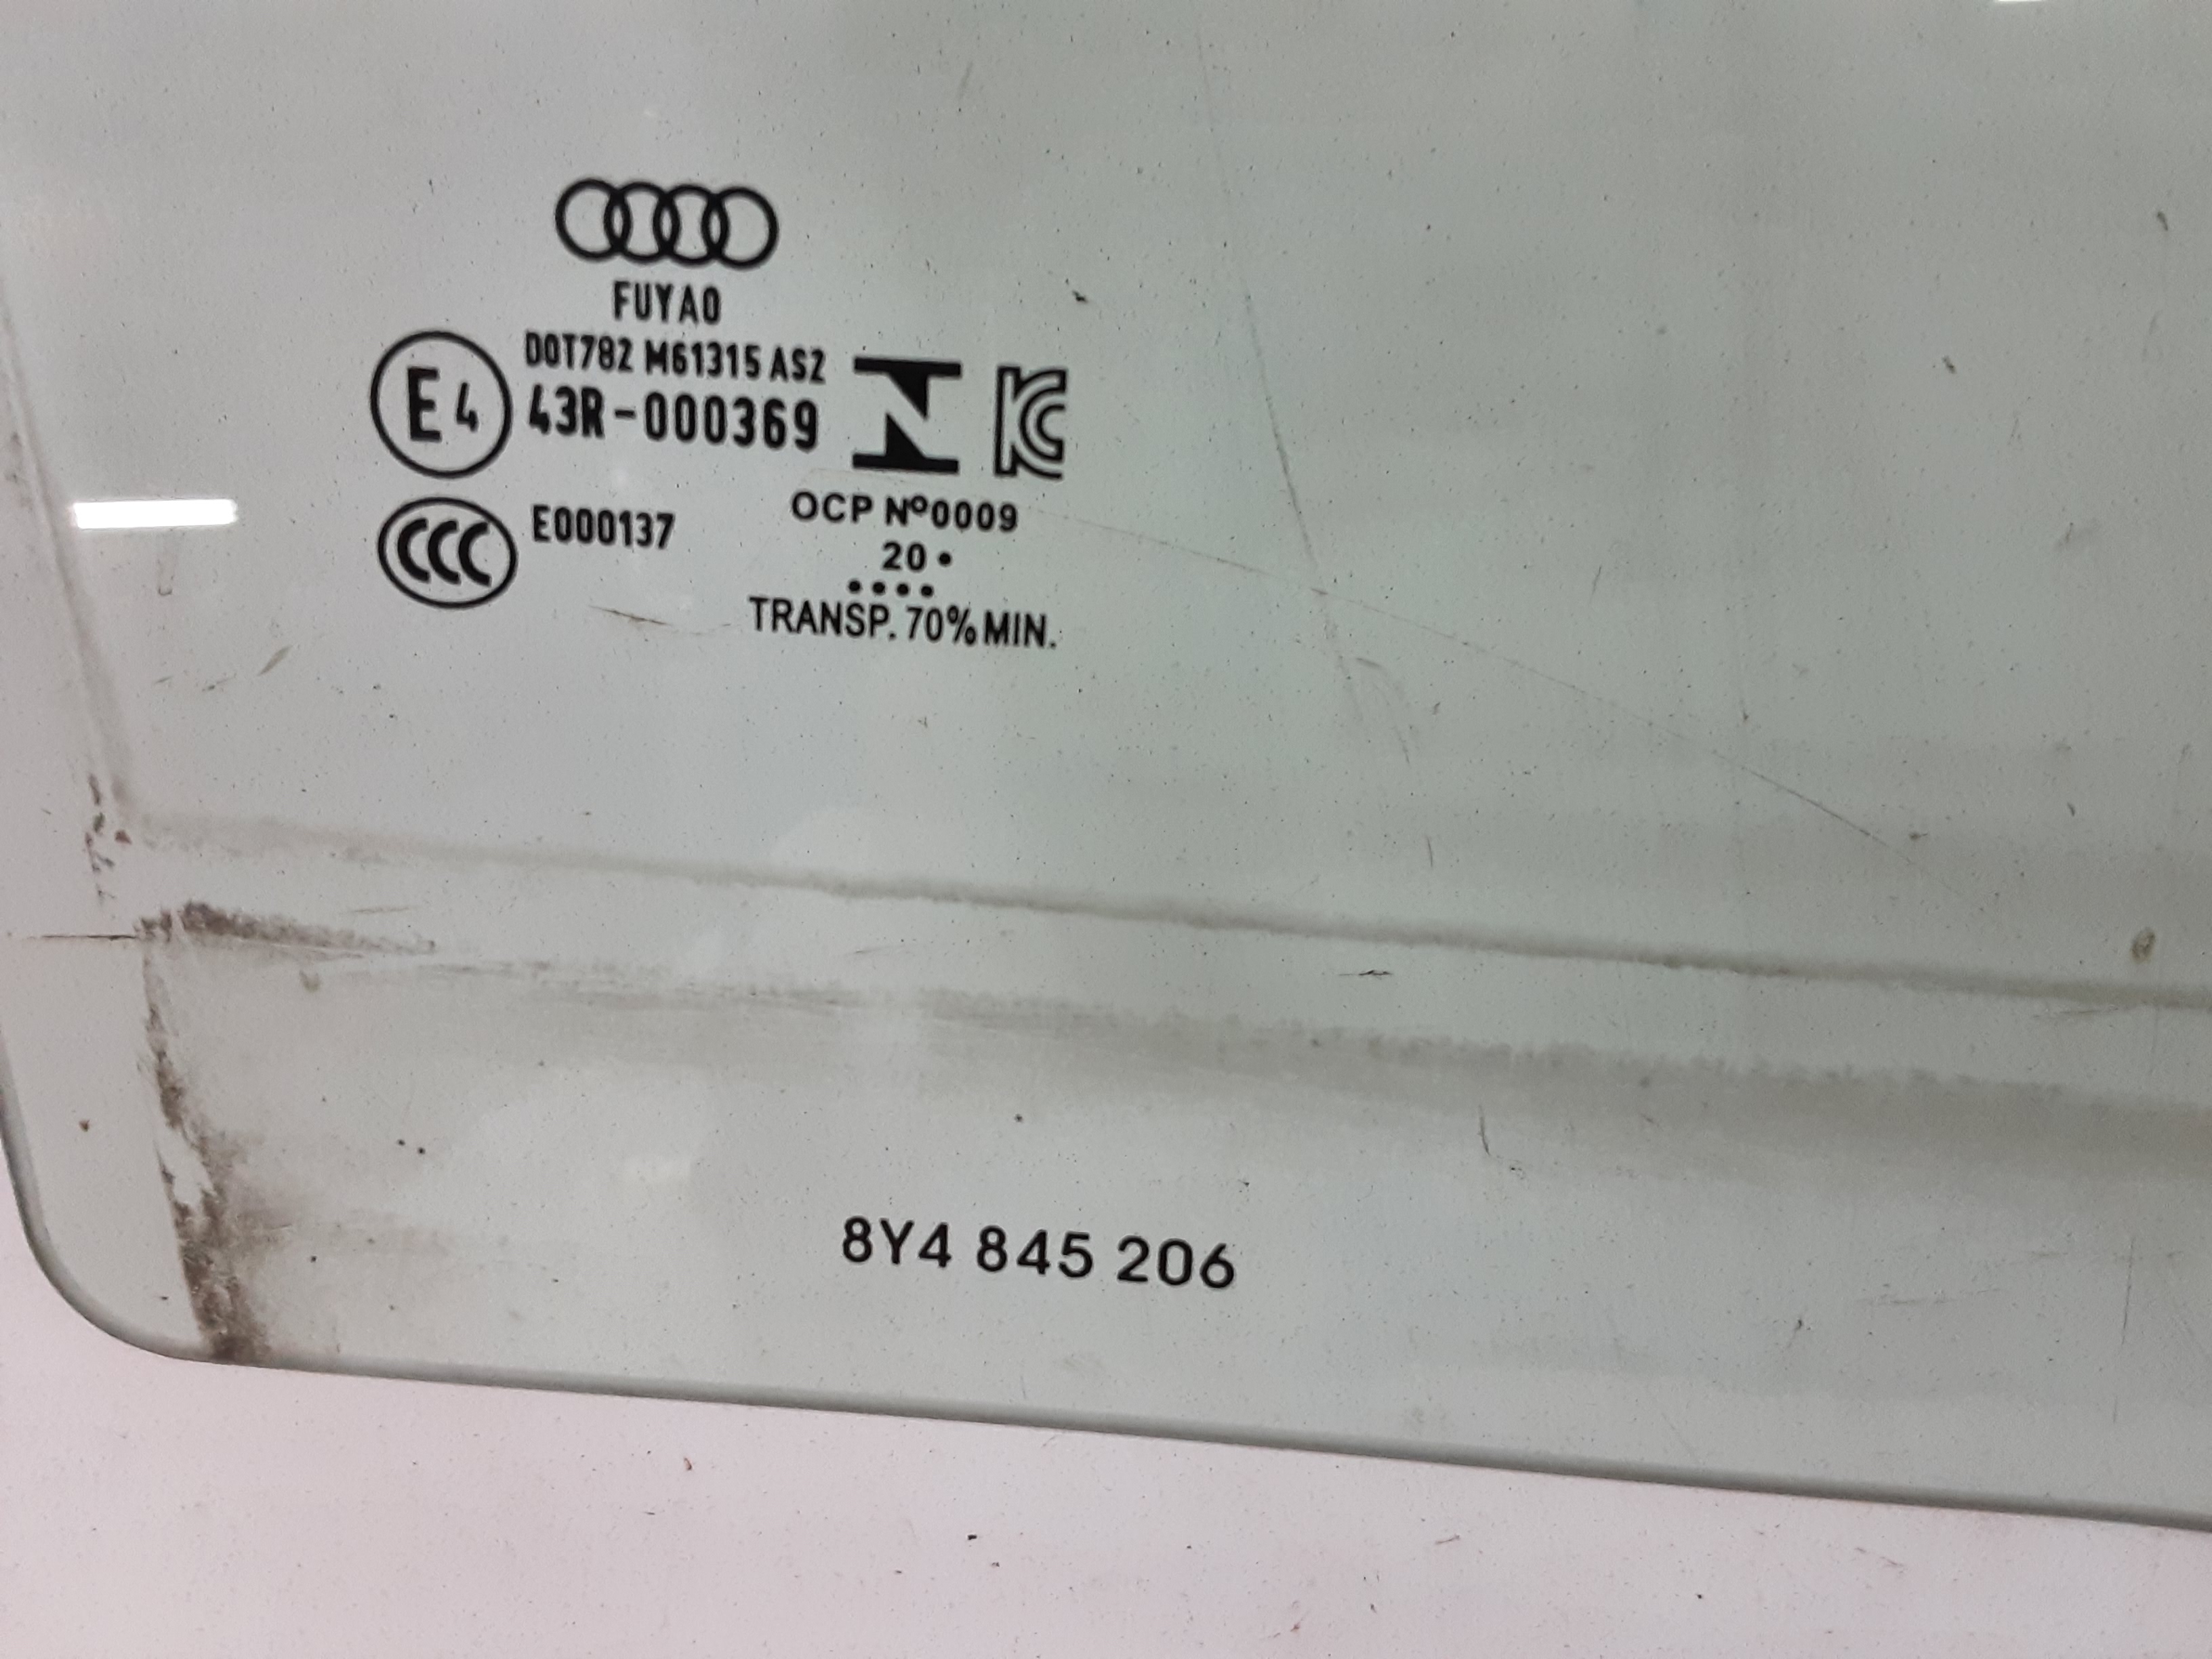 FUYAO
DOT782 M61315 AS2
E4 43R-000369
CCC E000137
OCP Nº0009
20 •
••••
TRANSP. 70% MIN.
8Y4 845 206